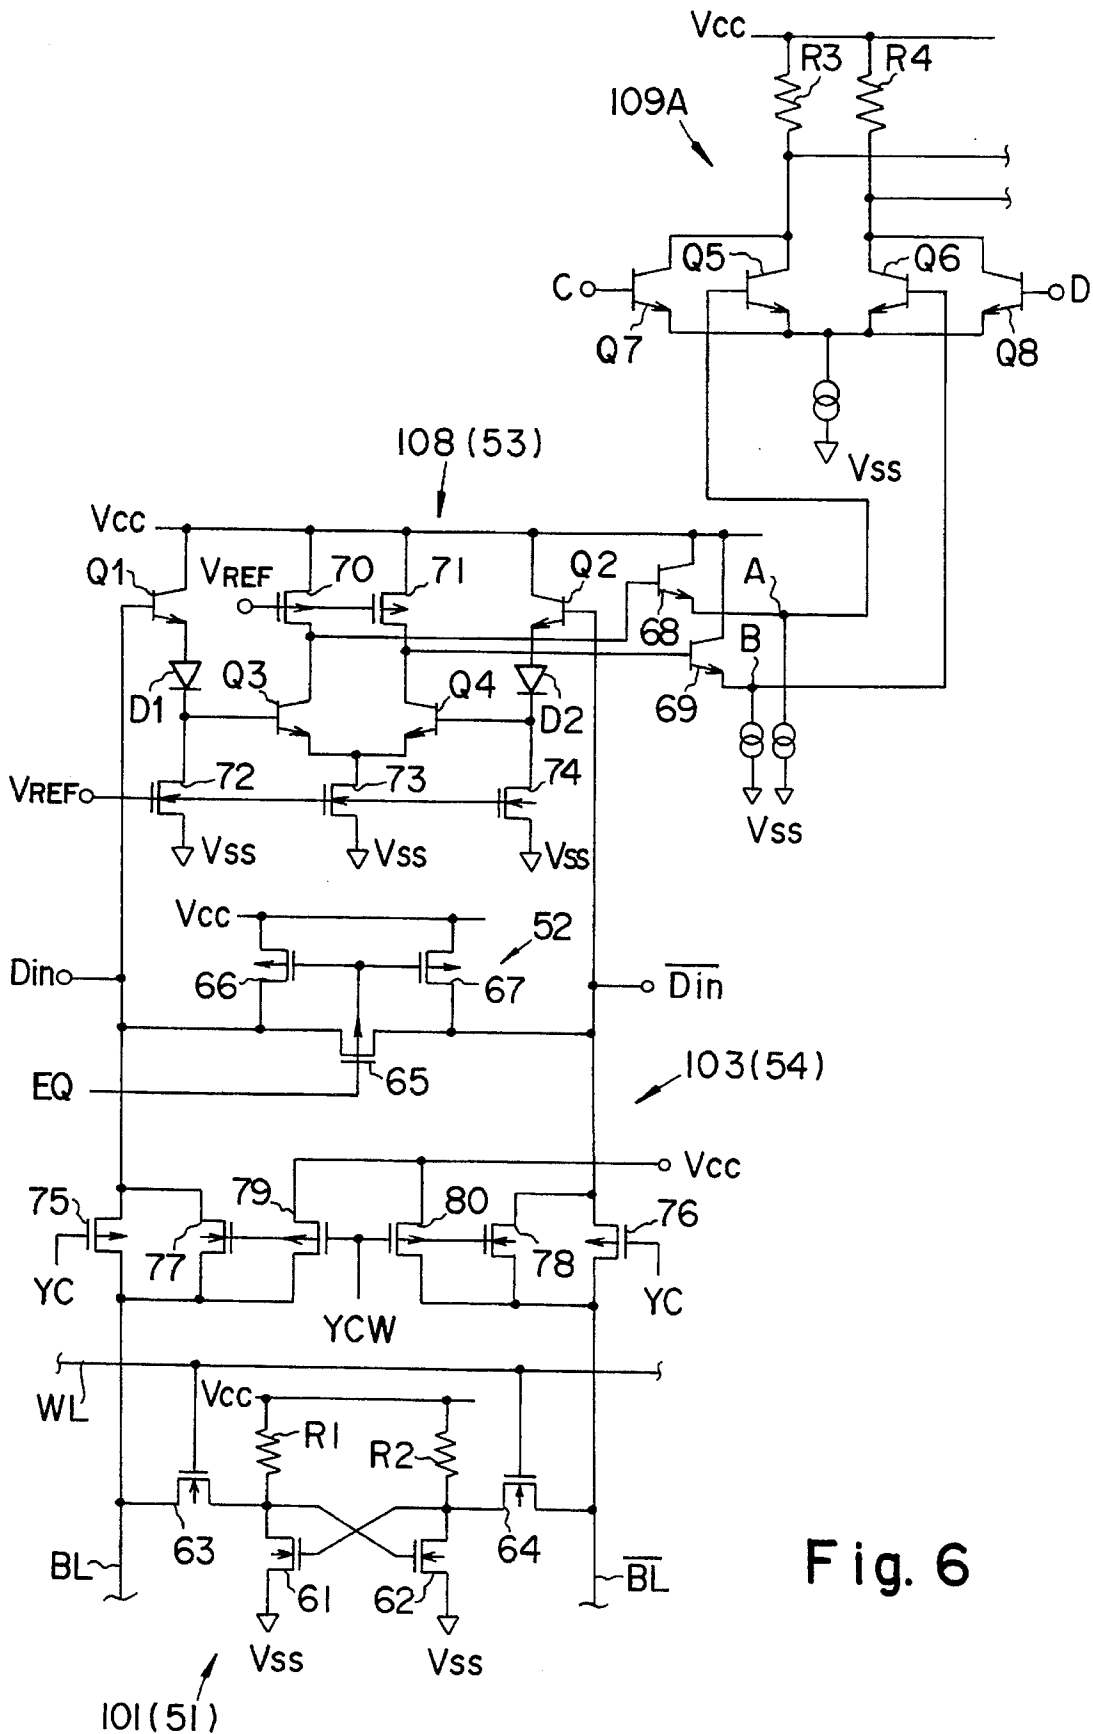 Vcc
R3
R4
109A
C
Q5
Q6
D
Q7
Q8
Vss
108(53)
Vcc
Q1
VREF
70
71
Q2
A
68
B
D1
Q3
Q4
D2
69
VREF
72
73
74
Vss
Vss
Vss
Vss
Vcc
52
Din
66
67
D̅i̅n̅
EQ
65
103(54)
Vcc
75
79
80
76
77
78
YC
YCW
YC
WL
Vcc
R1
R2
63
64
BL
61
62
B̅L̅
Vss
Vss
101(51)
Fig. 6